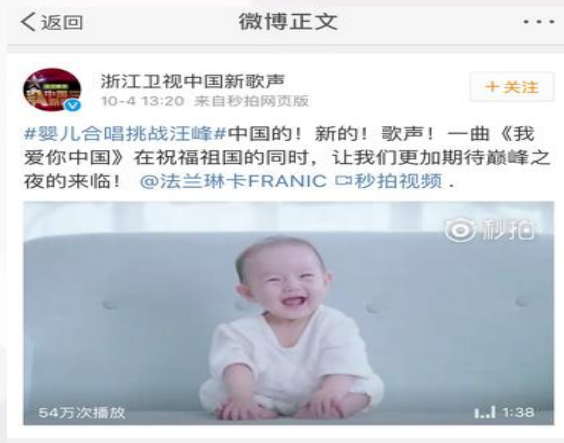 返回
微博正文
浙江卫视中国新歌声
+关注
10-4 13:20 来自秒拍网页版
#婴儿合唱挑战汪峰#中国的！新的！歌声！一曲《我
爱你中国》在祝福祖国的同时，让我们更加期待巅峰之
夜的来临！ @法兰琳卡FRANIC 秒拍视频 .
秒拍
54万次播放
1:38